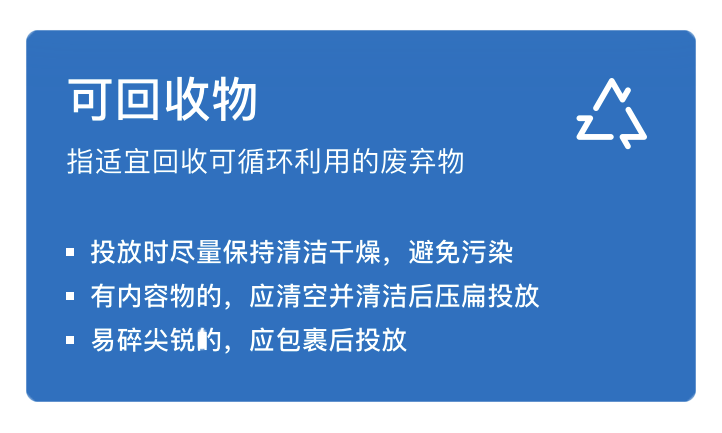 可回收物
指适宜回收可循环利用的废弃物
投放时尽量保持清洁干燥，避免污染
有内容物的，应清空并清洁后压扁投放
易碎尖锐的，应包裹后投放